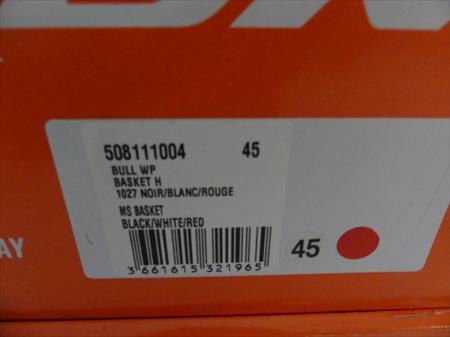 508111004 45
BULL WP
BASKET H
1027 NOIR/BLANC/ROUGE
MS BASKET
BLACK/WHITE/RED
3 661615 321965
45
AY